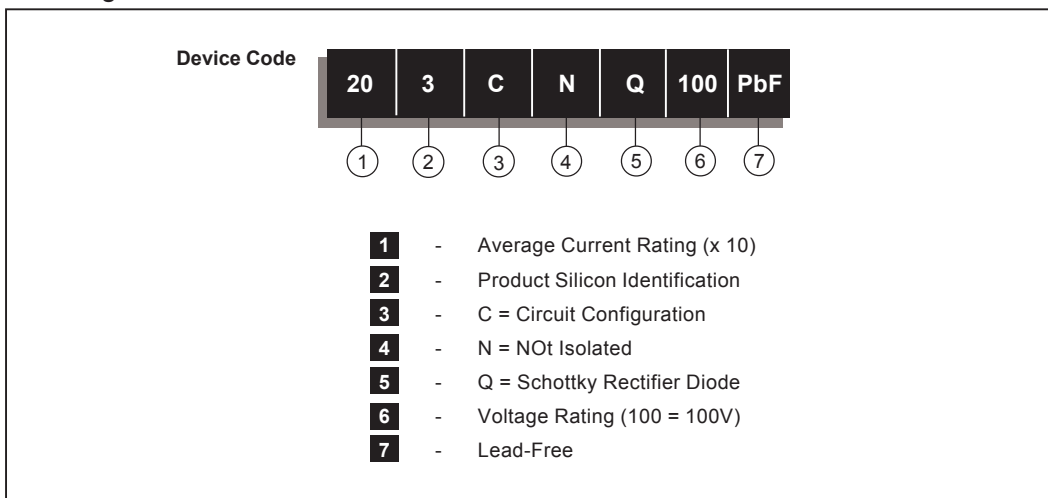 Device Code
20 3 C N Q 100 PbF
1 2 3 4 5 6 7
1 - Average Current Rating (x 10)
2 - Product Silicon Identification
3 - C = Circuit Configuration
4 - N = NOt Isolated
5 - Q = Schottky Rectifier Diode
6 - Voltage Rating (100 = 100V)
7 - Lead-Free